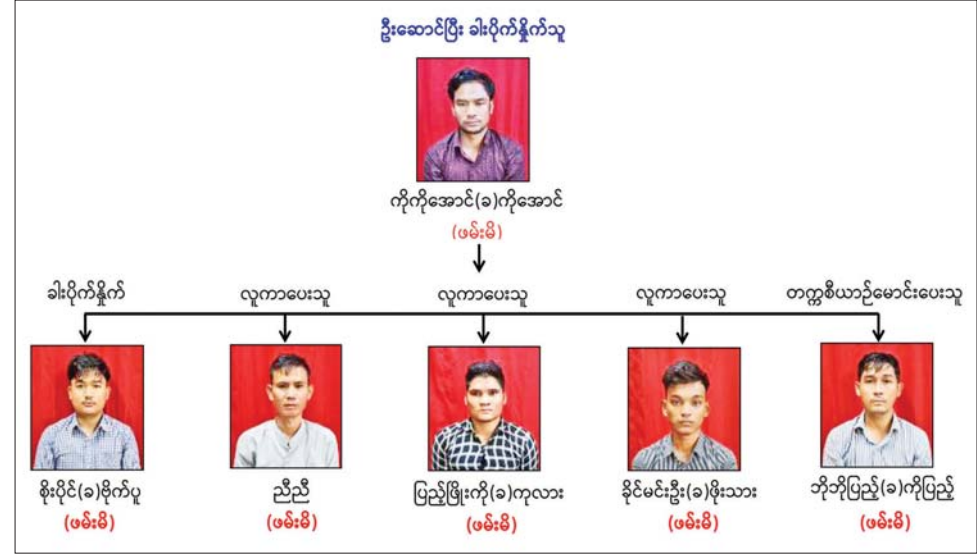 ဦးဆောင်ပြီး ခါးပိုက်နှိုက်သူ
ကိုကိုအောင်(ခ)ကိုအောင်
(ဖမ်းမိ)
ခါးပိုက်နှိုက်
လူကာပေးသူ
လူကာပေးသူ
လူကာပေးသူ
တက္ကစီယာဉ်မောင်းပေးသူ
စိုးပိုင်(ခ)ဗိုက်ပူ
ညီညီ
ပြည့်ဖြိုးကို(ခ)ကုလား
ခိုင်မင်းဦး(ခ)ဖိုးသား
ဘိုဘိုပြည့်(ခ)ကိုပြည့်
(ဖမ်းမိ)
(ဖမ်းမိ)
(ဖမ်းမိ)
(ဖမ်းမိ)
(ဖမ်းမိ)